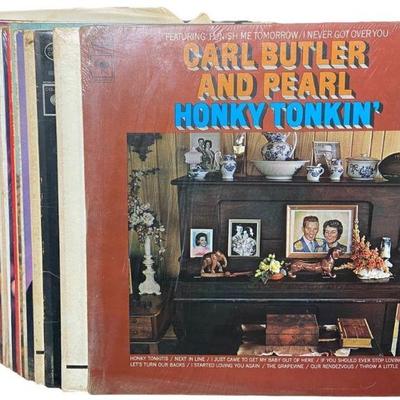 FEATURING: PUNISH ME TOMORROW / I NEVER GOT OVER YOU
CARL BUTLER
AND PEARL
HONKY TONKIN'
HONKY TONKITIS / NEXT IN LINE / I JUST CAME TO GET MY BABY OUT OF HERE / IF YOU SHOULD EVER STOP LOVING
LET'S TURN OUR BACKS / I STARTED LOVING YOU AGAIN / THE GRAPEVINE / OUR RENDEZVOUS / THROW A LITTLE